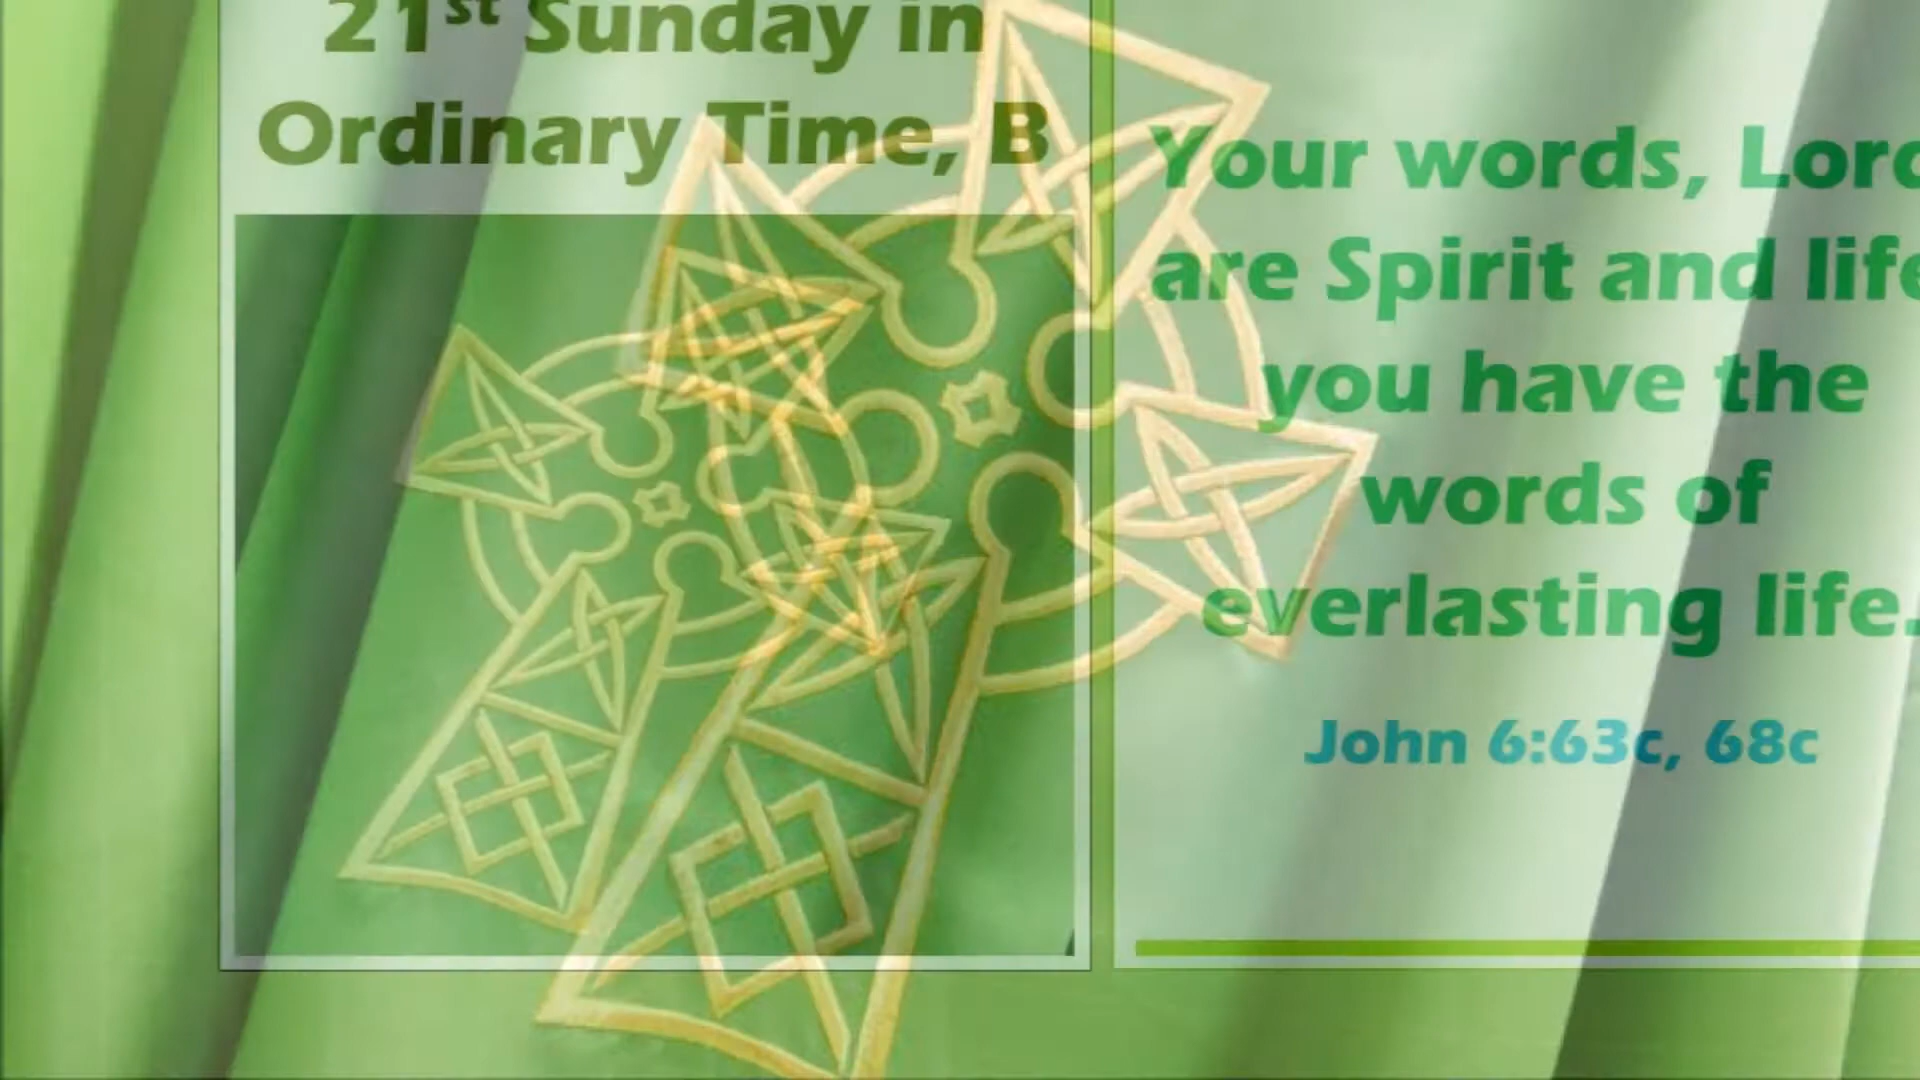 21st Sunday in
Ordinary Time, B
Your words, Lord
are Spirit and life
you have the
words of
everlasting life.
John 6:63c, 68c